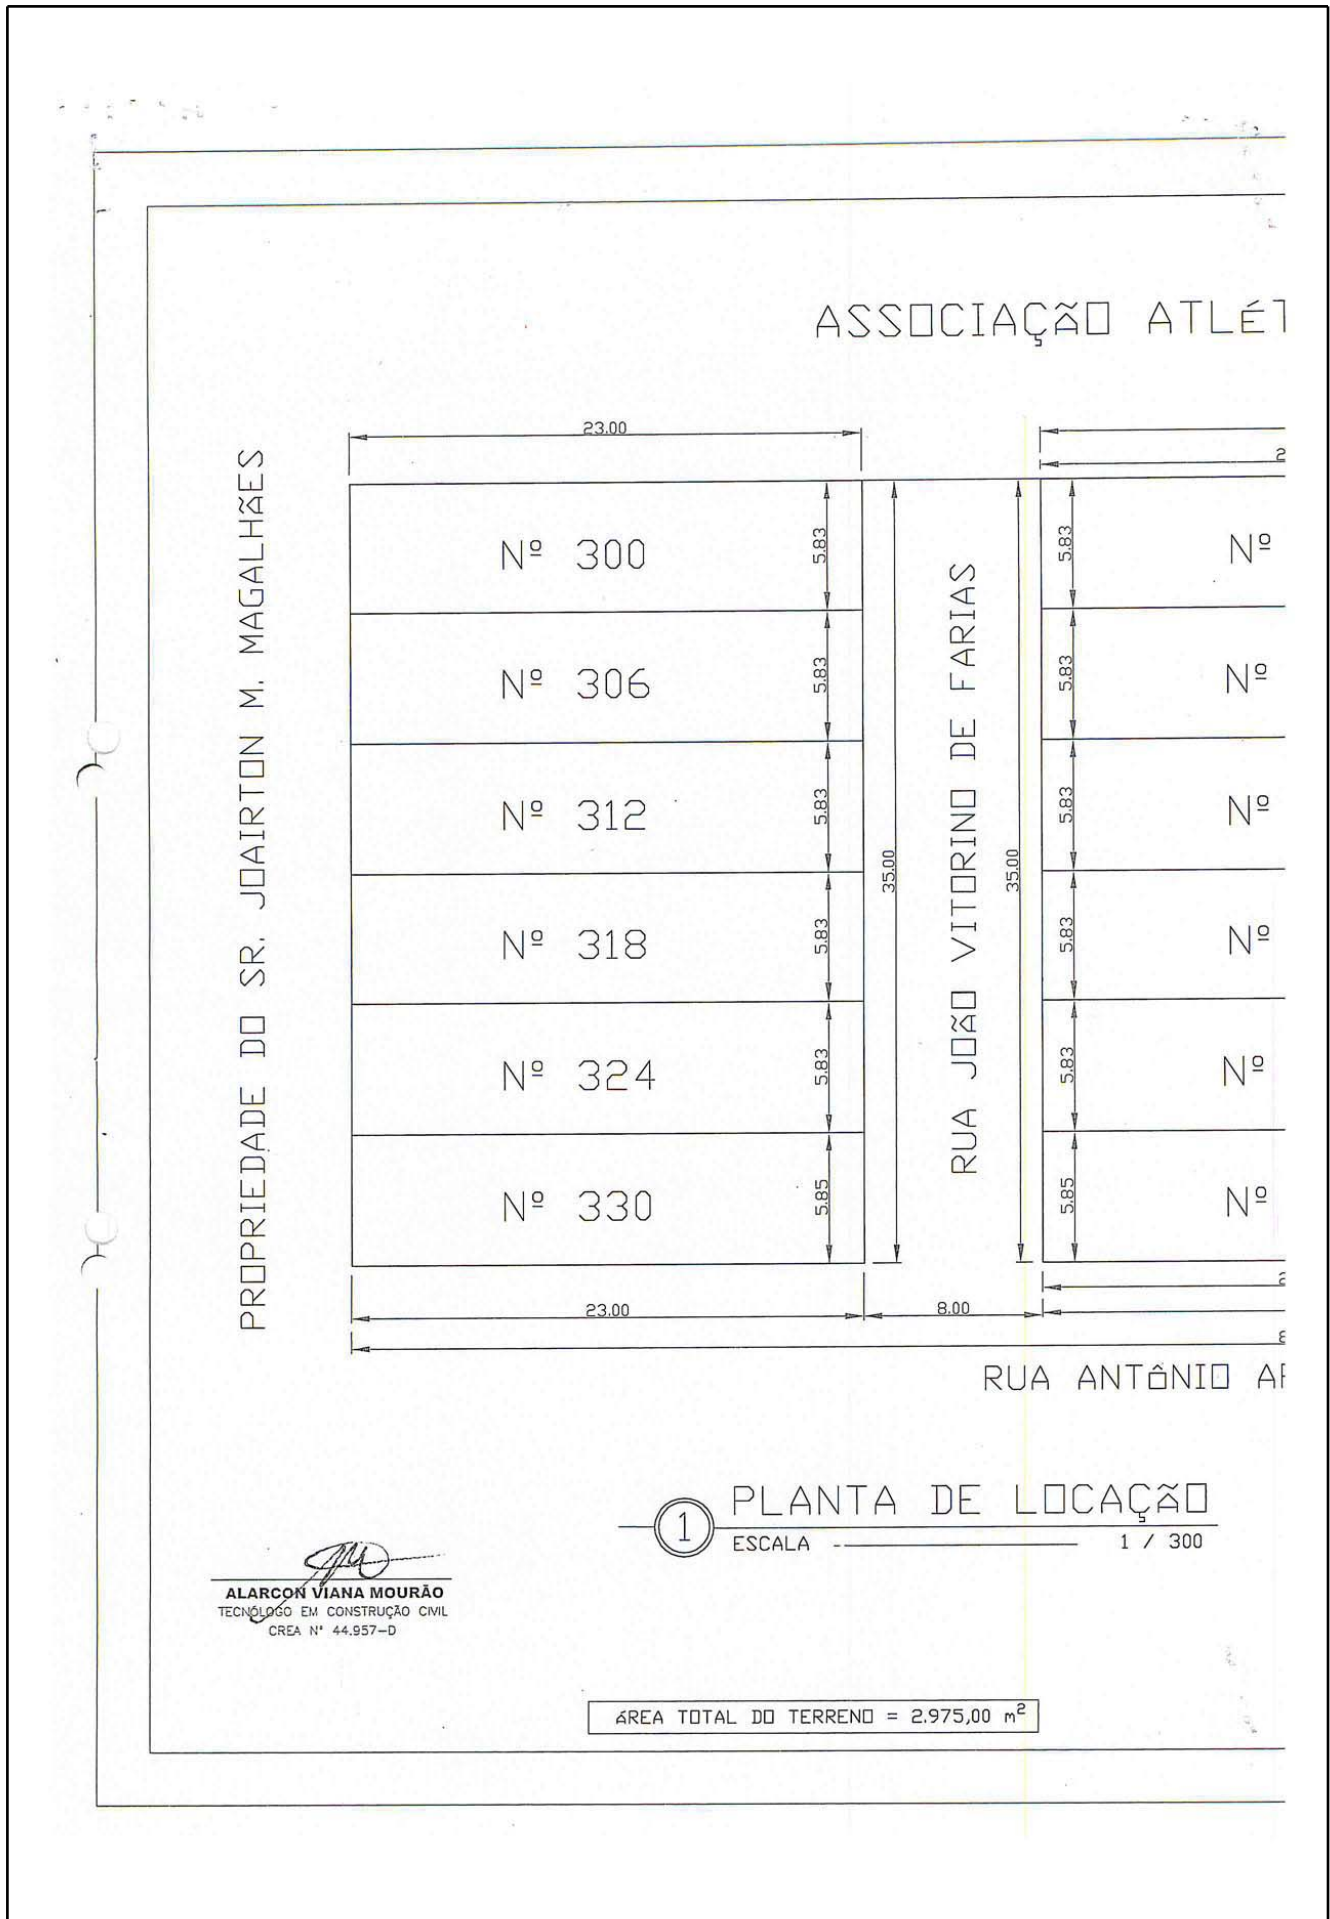 ASSOCIAÇÃO ATLÉT
23.00
2
PROPRIEDADE DO SR. JOAIRTON M. MAGALHÃES
Nº 300
5.83
5.83
Nº
Nº 306
5.83
5.83
Nº
Nº 312
5.83
5.83
Nº
35.00
RUA JOÃO VITORINO DE FARIAS
35.00
Nº 318
5.83
5.83
Nº
Nº 324
5.83
5.83
Nº
Nº 330
5.85
5.85
Nº
2
23.00
8.00
8
RUA ANTÔNIO
1
PLANTA DE LOCAÇÃO
ESCALA 1 / 300
ALARCON VIANA MOURÃO
TECNÓLOGO EM CONSTRUÇÃO CIVIL
CREA Nº 44.957-D
ÁREA TOTAL DO TERRENO = 2.975,00 m²